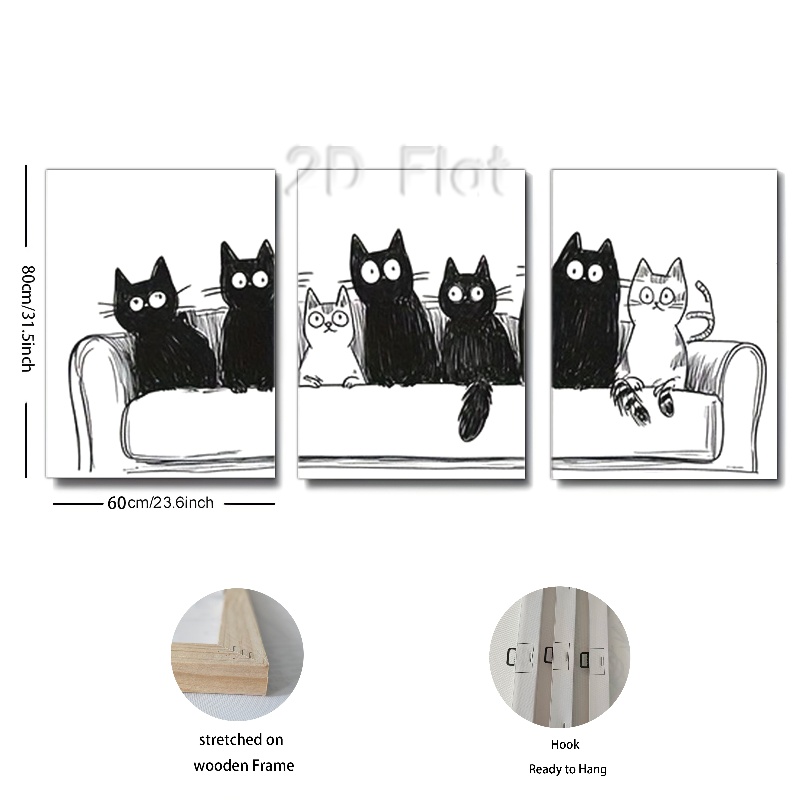 2D Flat
80cm/31.5inch
60cm/23.6inch
stretched on
wooden Frame
Hook
Ready to Hang